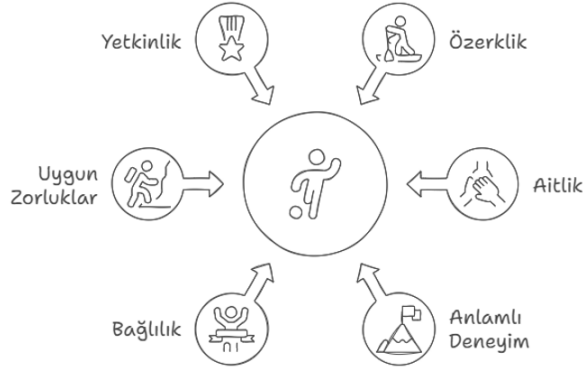 Yetkinlik
Özerklik
Uygun
Zorluklar
Aitlik
Bağlılık
Anlamlı
Deneyim